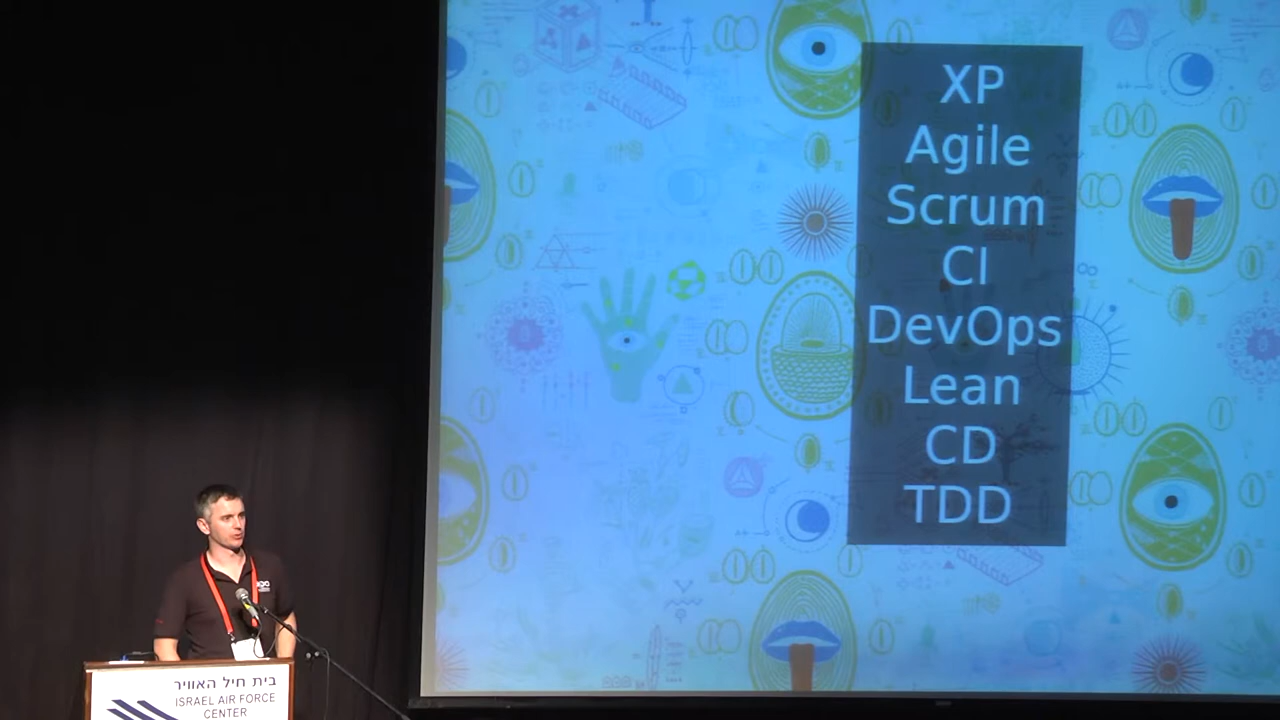 XP
Agile
Scrum
CI
DevOps
Lean
CD
TDD
בית חיל האוויר
ISRAEL AIR FORCE
CENTER